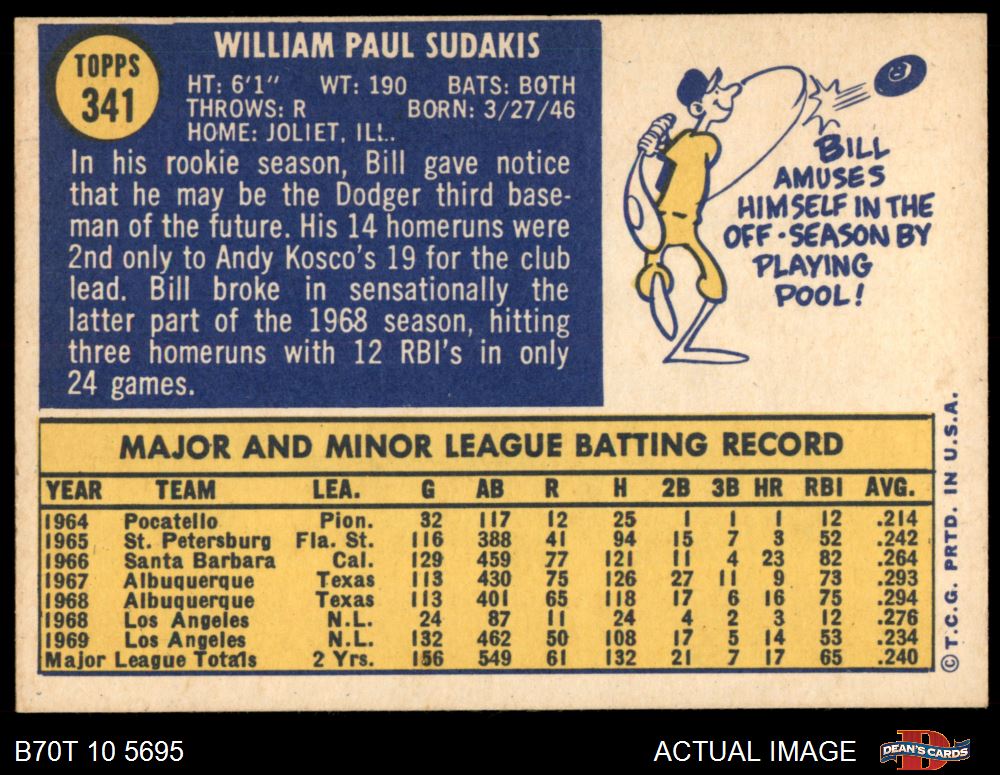 TOPPS
341
WILLIAM PAUL SUDAKIS
HT: 6'1" WT: 190 BATS: BOTH
THROWS: R BORN: 3/27/46
HOME: JOLIET, ILL.
In his rookie season, Bill gave notice
that he may be the Dodger third base-
man of the future. His 14 homeruns were
2nd only to Andy Kosco's 19 for the club
lead. Bill broke in sensationally the
latter part of the 1968 season, hitting
three homeruns with 12 RBI's in only
24 games.
BILL
AMUSES
HIMSELF IN THE
OFF-SEASON BY
PLAYING
POOL!
MAJOR AND MINOR LEAGUE BATTING RECORD
YEAR TEAM LEA. G AB R H 2B 3B HR RBI AVG.
1964 Pocatello Pion. 32 117 12 25 1 1 1 12 .214
1965 St. Petersburg Fla. St. 116 388 41 94 15 7 3 52 .242
1966 Santa Barbara Cal. 129 459 77 121 11 4 23 82 .264
1967 Albuquerque Texas 113 430 75 126 27 11 9 73 .293
1968 Albuquerque Texas 113 401 65 118 17 6 16 75 .294
1968 Los Angeles N.L. 24 87 11 24 4 2 3 12 .276
1969 Los Angeles N.L. 132 462 50 108 17 5 14 53 .234
Major League Totals 2 Yrs. 156 549 61 132 21 7 17 65 .240
© T.C.G. PRTD. IN U.S.A.
B70T 10 5695
ACTUAL IMAGE
DEAN'S CARDS